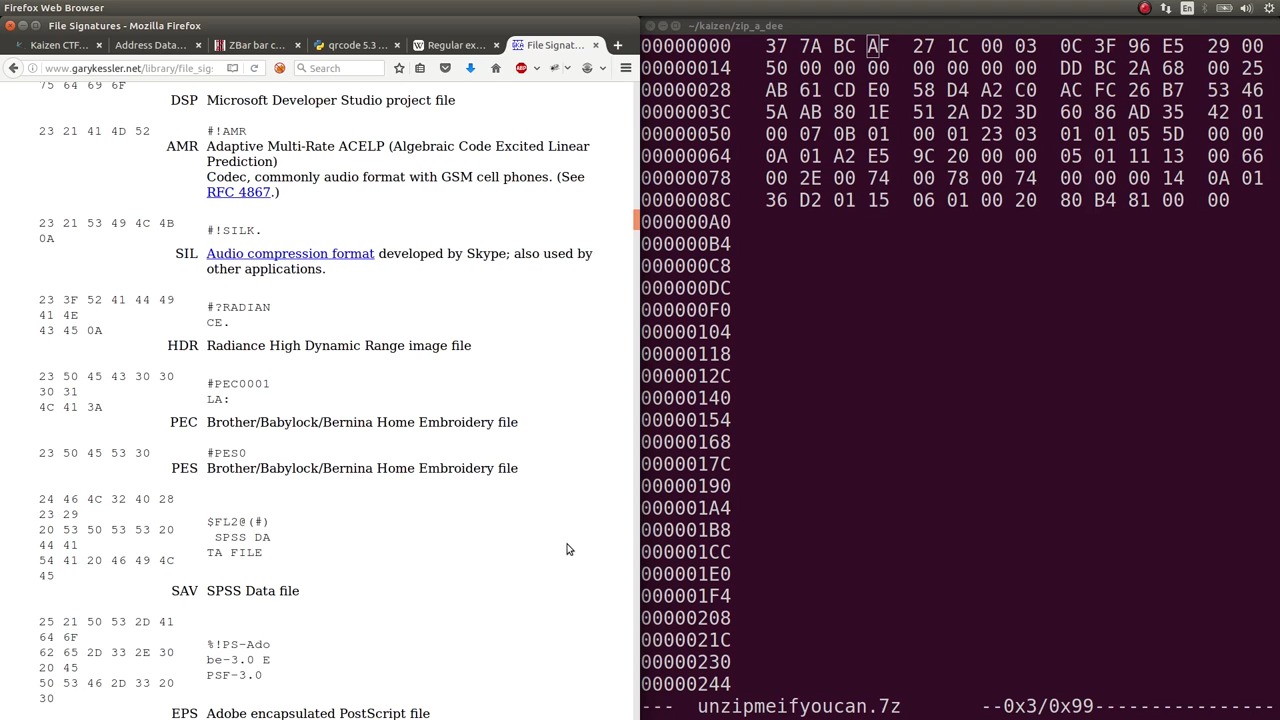 Firefox Web Browser
En
File Signatures - Mozilla Firefox
Kaizen CTF...
Address Data...
ZBar bar c...
qrcode 5.3 ...
Regular ex...
File Signat...
www.garykessler.net/library/file_sig
Search
ABP
75 64 69 6F
DSP Microsoft Developer Studio project file
23 21 41 4D 52 #!AMR
AMR Adaptive Multi-Rate ACELP (Algebraic Code Excited Linear
Prediction)
Codec, commonly audio format with GSM cell phones. (See
RFC 4867.)
23 21 53 49 4C 4B
0A
#!SILK.
SIL Audio compression format developed by Skype; also used by
other applications.
23 3F 52 41 44 49
41 4E
43 45 0A
#?RADIAN
CE.
HDR Radiance High Dynamic Range image file
23 50 45 43 30 30
30 31
4C 41 3A
#PEC0001
LA:
PEC Brother/Babylock/Bernina Home Embroidery file
23 50 45 53 30 #PES0
PES Brother/Babylock/Bernina Home Embroidery file
24 46 4C 32 40 28
23 29
20 53 50 53 53 20
44 41
54 41 20 46 49 4C
45
$FL2@(#)
SPSS DA
TA FILE
SAV SPSS Data file
25 21 50 53 2D 41
64 6F
62 65 2D 33 2E 30
20 45
50 53 46 2D 33 20
30
%!PS-Ado
be-3.0 E
PSF-3.0
EPS Adobe encapsulated PostScript file
~/kaizen/zip_a_dee
00000000 37 7A BC AF 27 1C 00 03 0C 3F 96 E5 29 00
00000014 50 00 00 00 00 00 00 00 DD BC 2A 68 00 25
00000028 AB 61 CD E0 58 D4 A2 C0 AC FC 26 B7 53 46
0000003C 5A AB 80 1E 51 2A D2 3D 60 86 AD 35 42 01
00000050 00 07 0B 01 00 01 23 03 01 01 05 5D 00 00
00000064 0A 01 A2 E5 9C 20 00 00 05 01 11 13 00 66
00000078 00 2E 00 74 00 78 00 74 00 00 00 14 0A 01
0000008C 36 D2 01 15 06 01 00 20 80 B4 81 00 00
000000A0
000000B4
000000C8
000000DC
000000F0
00000104
00000118
0000012C
00000140
00000154
00000168
0000017C
00000190
000001A4
000001B8
000001CC
000001E0
000001F4
00000208
0000021C
00000230
00000244
--- unzipmeifyoucan.7z --0x3/0x99---------------